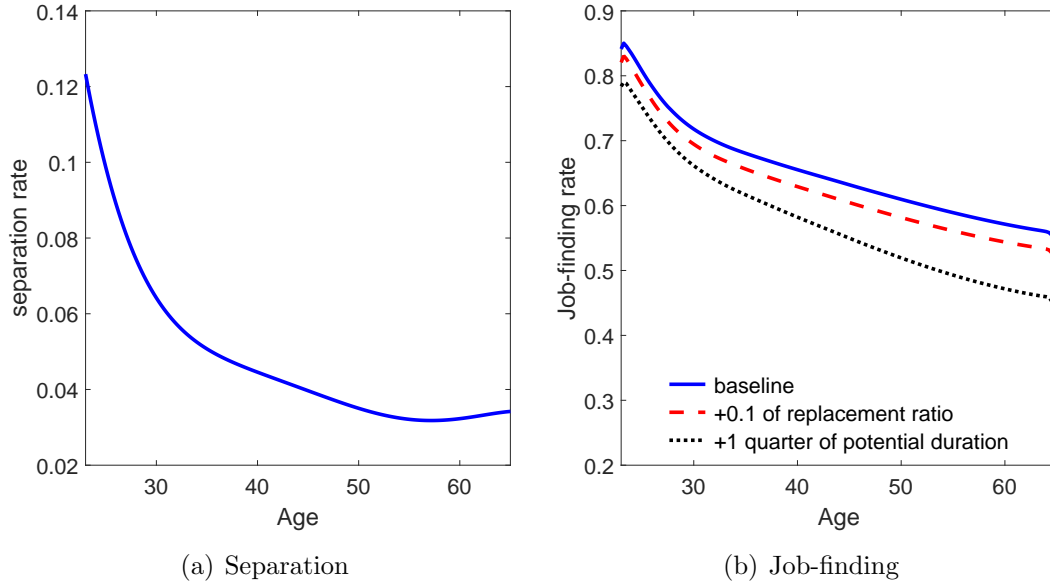 0.14
0.12
0.1
0.08
0.06
0.04
0.02
separation rate
30
40
50
60
Age
(a) Separation
0.9
0.8
0.7
0.6
0.5
0.4
0.3
0.2
Job-finding rate
baseline
+0.1 of replacement ratio
+1 quarter of potential duration
30
40
50
60
Age
(b) Job-finding